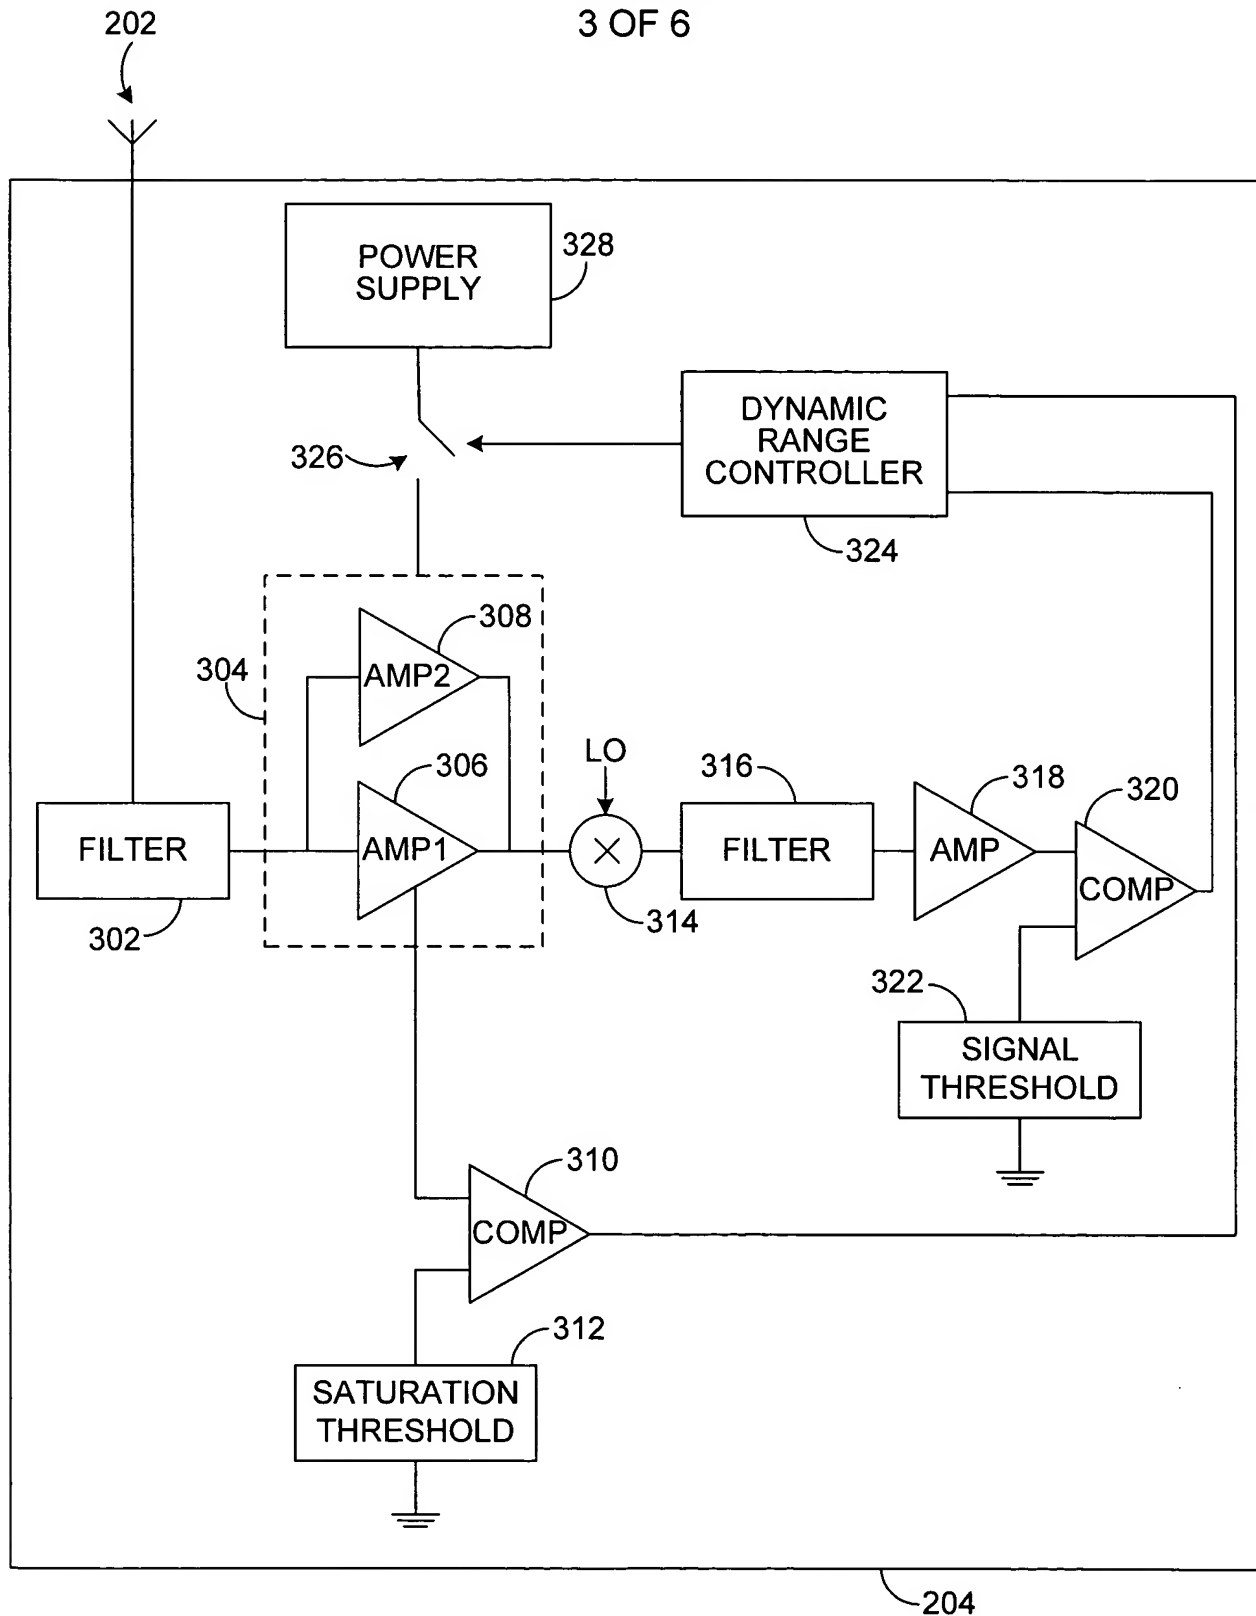 3 OF 6
202
POWER
SUPPLY
328
DYNAMIC
RANGE
CONTROLLER
326
324
308
AMP2
304
306
AMP1
LO
316
318
320
FILTER
302
314
FILTER
AMP
COMP
322
SIGNAL
THRESHOLD
310
COMP
312
SATURATION
THRESHOLD
204